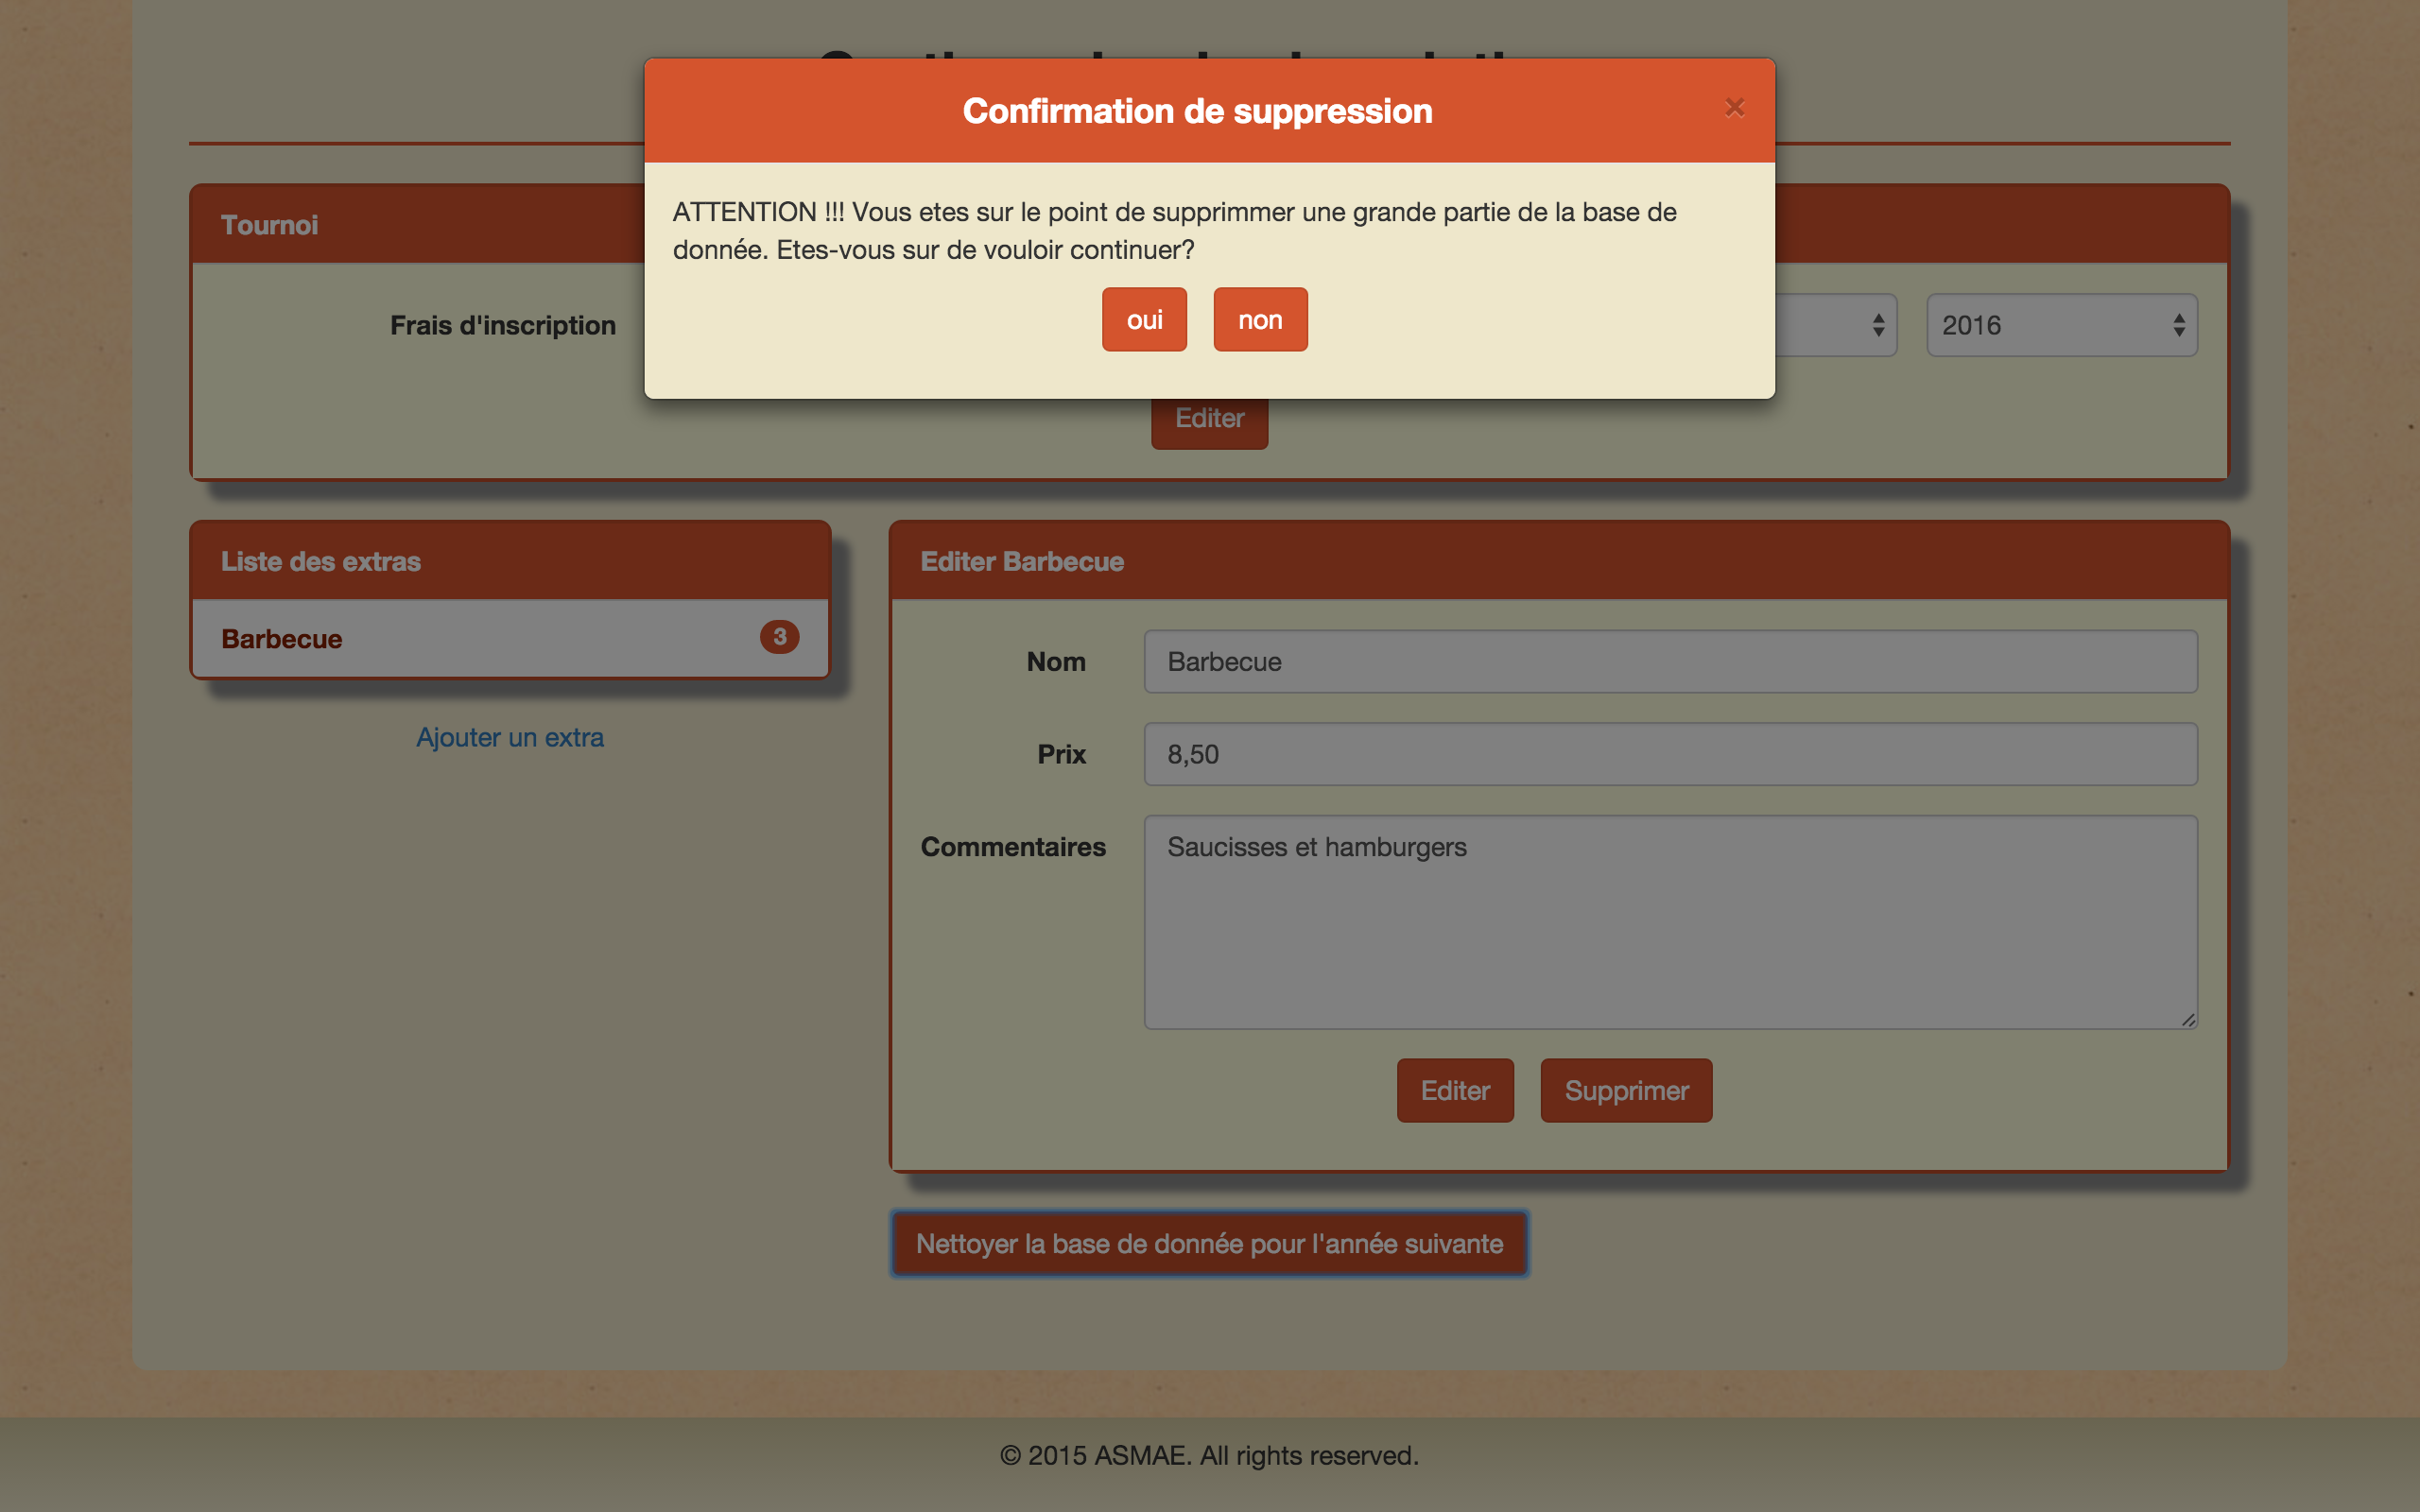 Confirmation de suppression
×
ATTENTION !!! Vous etes sur le point de supprimmer une grande partie de la base de
donnée. Etes-vous sur de vouloir continuer?
oui non
Tournoi
Frais d'inscription
2016
Editer
Liste des extras
Barbecue 3
Ajouter un extra
Editer Barbecue
Nom Barbecue
Prix 8,50
Commentaires Saucisses et hamburgers
Editer Supprimer
Nettoyer la base de donnée pour l'année suivante
© 2015 ASMAE. All rights reserved.